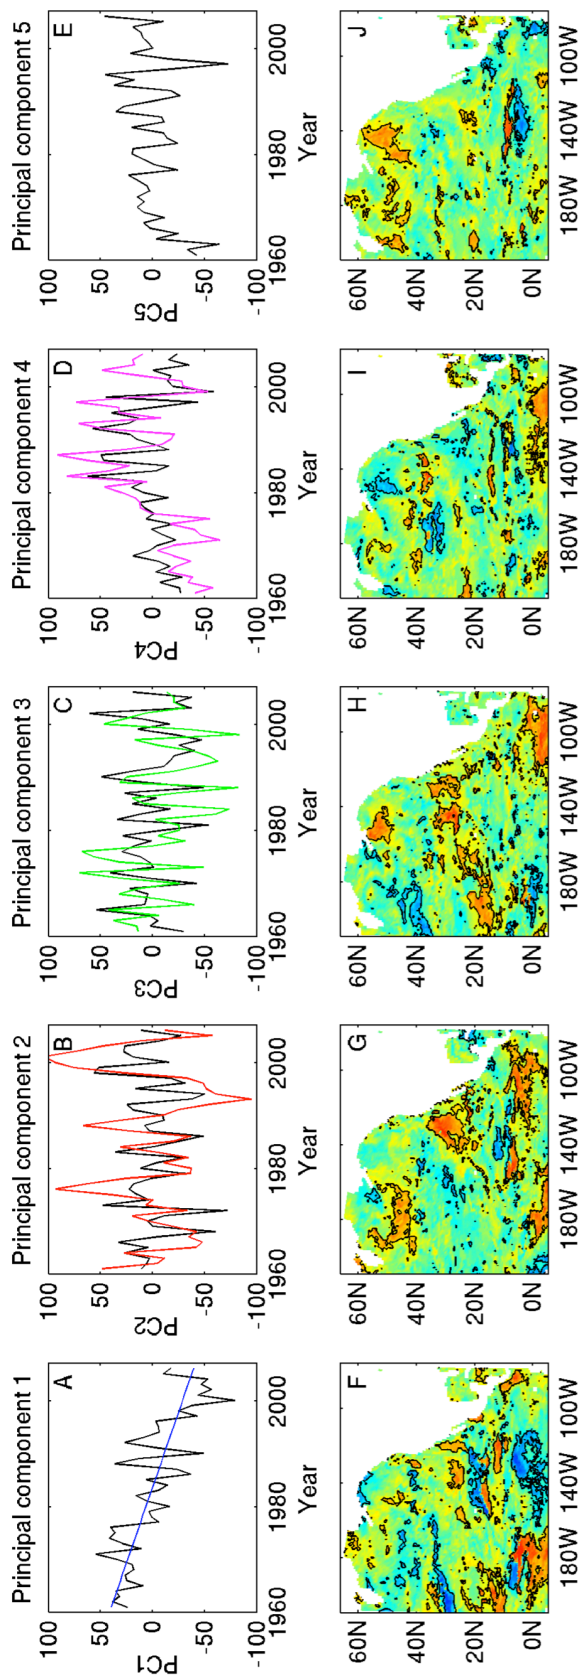 Principal component 1
A
PC1
100
50
0
-50
-100
1960
1980
2000
Year
Principal component 2
B
PC2
100
50
0
-50
-100
1960
1980
2000
Year
Principal component 3
C
PC3
100
50
0
-50
-100
1960
1980
2000
Year
Principal component 4
D
PC4
100
50
0
-50
-100
1960
1980
2000
Year
Principal component 5
E
PC5
100
50
0
-50
-100
1960
1980
2000
Year
F
60N
40N
20N
0N
180W
140W
100W
G
60N
40N
20N
0N
180W
140W
100W
H
60N
40N
20N
0N
180W
140W
100W
I
60N
40N
20N
0N
180W
140W
100W
J
60N
40N
20N
0N
180W
140W
100W